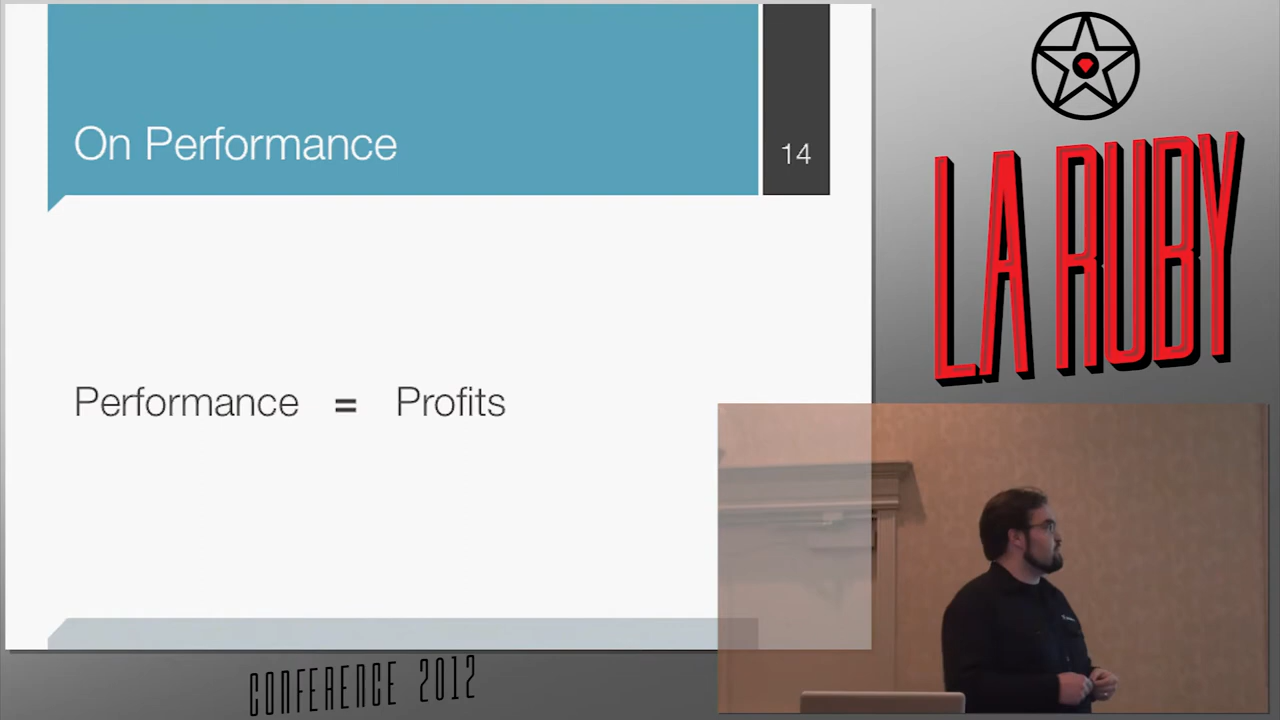 On Performance
14
Performance = Profits
LA RUBY
CONFERENCE 2012